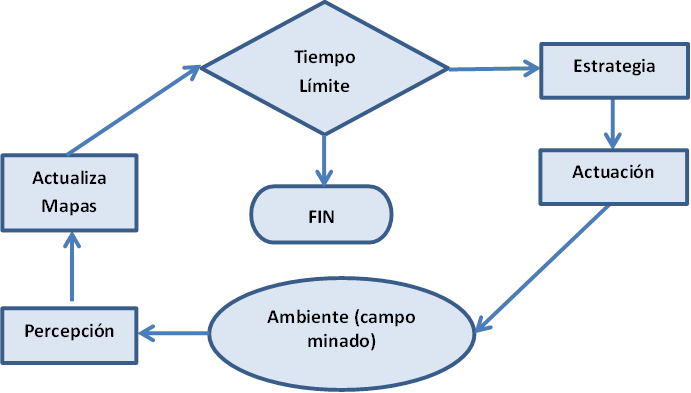 Tiempo
Límite
Estrategia
Actualiza
Mapas
Actuación
FIN
Ambiente (campo
minado)
Percepción